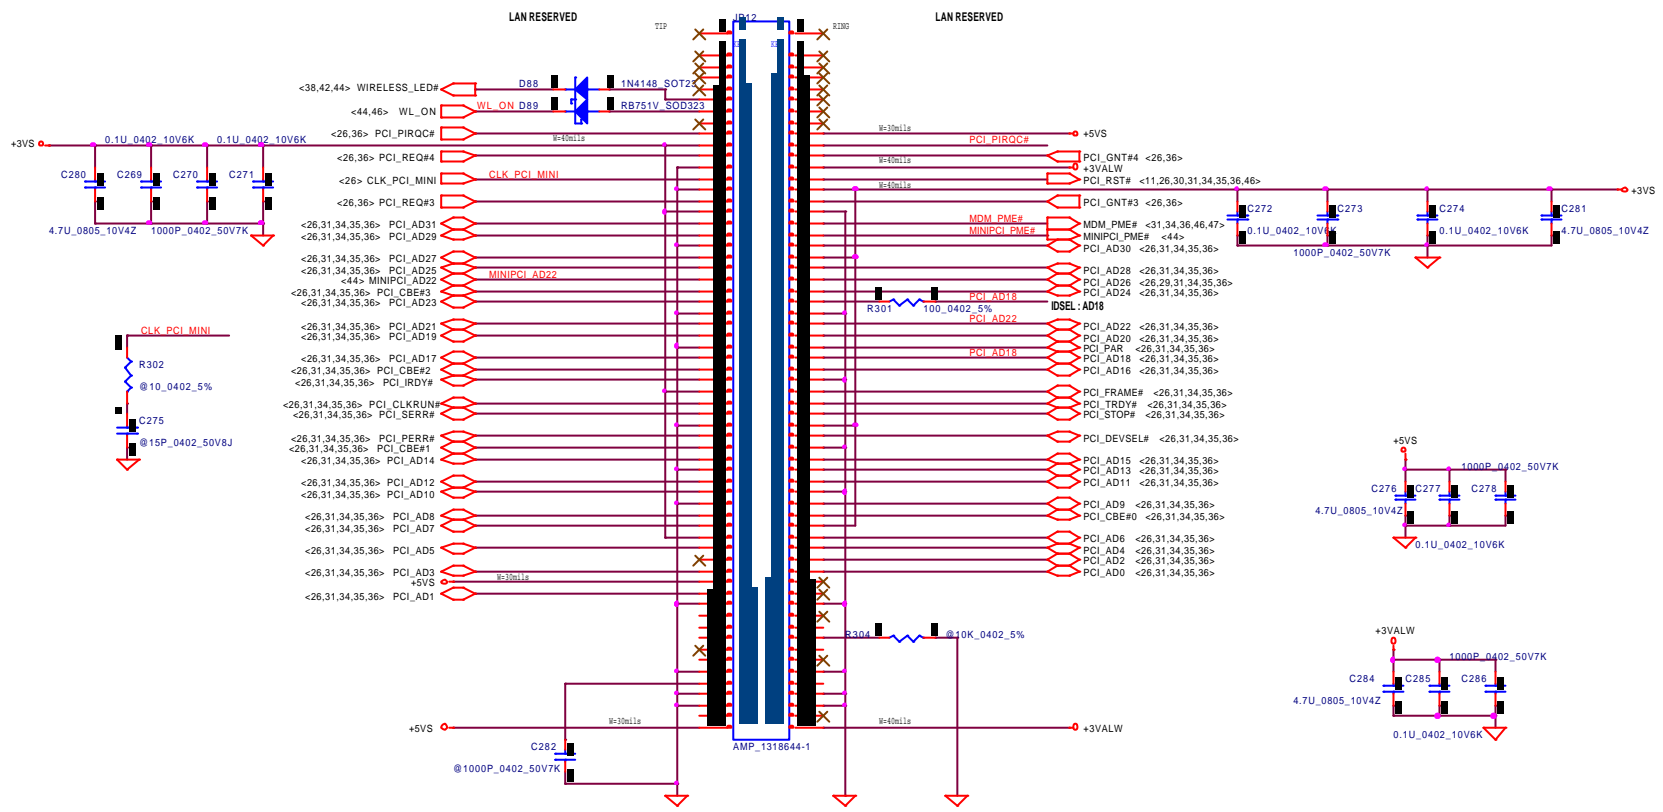 LAN RESERVED
LAN RESERVED
TIP
JP12
RING
<38,42,44> WIRELESS_LED#
D88
1N4148_SOT23
<44,46> WL_ON
WL_ON
D89
RB751V_SOD323
<26,36> PCI_PIRQC#
W=40mils
+3VS
0.1U_0402_10V6K
0.1U_0402_10V6K
C280
C269
C270
C271
4.7U_0805_10V4Z
1000P_0402_50V7K
<26,36> PCI_REQ#4
<26> CLK_PCI_MINI
CLK_PCI_MINI
<26,36> PCI_REQ#3
<26,31,34,35,36> PCI_AD31
<26,31,34,35,36> PCI_AD29
<26,31,34,35,36> PCI_AD27
<26,31,34,35,36> PCI_AD25
<44> MINIPCI_AD22
MINIPCI_AD22
<26,31,34,35,36> PCI_CBE#3
<26,31,34,35,36> PCI_AD23
<26,31,34,35,36> PCI_AD21
<26,31,34,35,36> PCI_AD19
<26,31,34,35,36> PCI_AD17
<26,31,34,35,36> PCI_CBE#2
<26,31,34,35,36> PCI_IRDY#
<26,31,34,35,36> PCI_CLKRUN#
<26,31,34,35,36> PCI_SERR#
<26,31,34,35,36> PCI_PERR#
<26,31,34,35,36> PCI_CBE#1
<26,31,34,35,36> PCI_AD14
<26,31,34,35,36> PCI_AD12
<26,31,34,35,36> PCI_AD10
<26,31,34,35,36> PCI_AD8
<26,31,34,35,36> PCI_AD7
<26,31,34,35,36> PCI_AD5
<26,31,34,35,36> PCI_AD3
+5VS
W=30mils
<26,31,34,35,36> PCI_AD1
CLK_PCI_MINI
R302
@10_0402_5%
C275
@15P_0402_50V8J
+5VS
W=30mils
C282
@1000P_0402_50V7K
AMP_1318644-1
W=30mils
+5VS
PCI_PIRQC#
W=40mils
PCI_GNT#4 <26,36>
+3VALW
PCI_RST# <11,26,30,31,34,35,36,46>
W=40mils
+3VS
PCI_GNT#3 <26,36>
MDM_PME#
MDM_PME# <31,34,36,46,47>
MINIPCI_PME#
MINIPCI_PME# <44>
PCI_AD30 <26,31,34,35,36>
PCI_AD28 <26,31,34,35,36>
PCI_AD26 <26,29,31,34,35,36>
PCI_AD24 <26,31,34,35,36>
PCI_AD18
R301
100_0402_5%
IDSEL : AD18
PCI_AD22
PCI_AD22 <26,31,34,35,36>
PCI_AD20 <26,31,34,35,36>
PCI_PAR <26,31,34,35,36>
PCI_AD18
PCI_AD18 <26,31,34,35,36>
PCI_AD16 <26,31,34,35,36>
PCI_FRAME# <26,31,34,35,36>
PCI_TRDY# <26,31,34,35,36>
PCI_STOP# <26,31,34,35,36>
PCI_DEVSEL# <26,31,34,35,36>
PCI_AD15 <26,31,34,35,36>
PCI_AD13 <26,31,34,35,36>
PCI_AD11 <26,31,34,35,36>
PCI_AD9 <26,31,34,35,36>
PCI_CBE#0 <26,31,34,35,36>
PCI_AD6 <26,31,34,35,36>
PCI_AD4 <26,31,34,35,36>
PCI_AD2 <26,31,34,35,36>
PCI_AD0 <26,31,34,35,36>
R304
@10K_0402_5%
W=40mils
+3VALW
C272
C273
C274
C281
0.1U_0402_10V6K
0.1U_0402_10V6K
4.7U_0805_10V4Z
1000P_0402_50V7K
+5VS
1000P_0402_50V7K
C276
C277
C278
4.7U_0805_10V4Z
0.1U_0402_10V6K
+3VALW
1000P_0402_50V7K
C284
C285
C286
4.7U_0805_10V4Z
0.1U_0402_10V6K